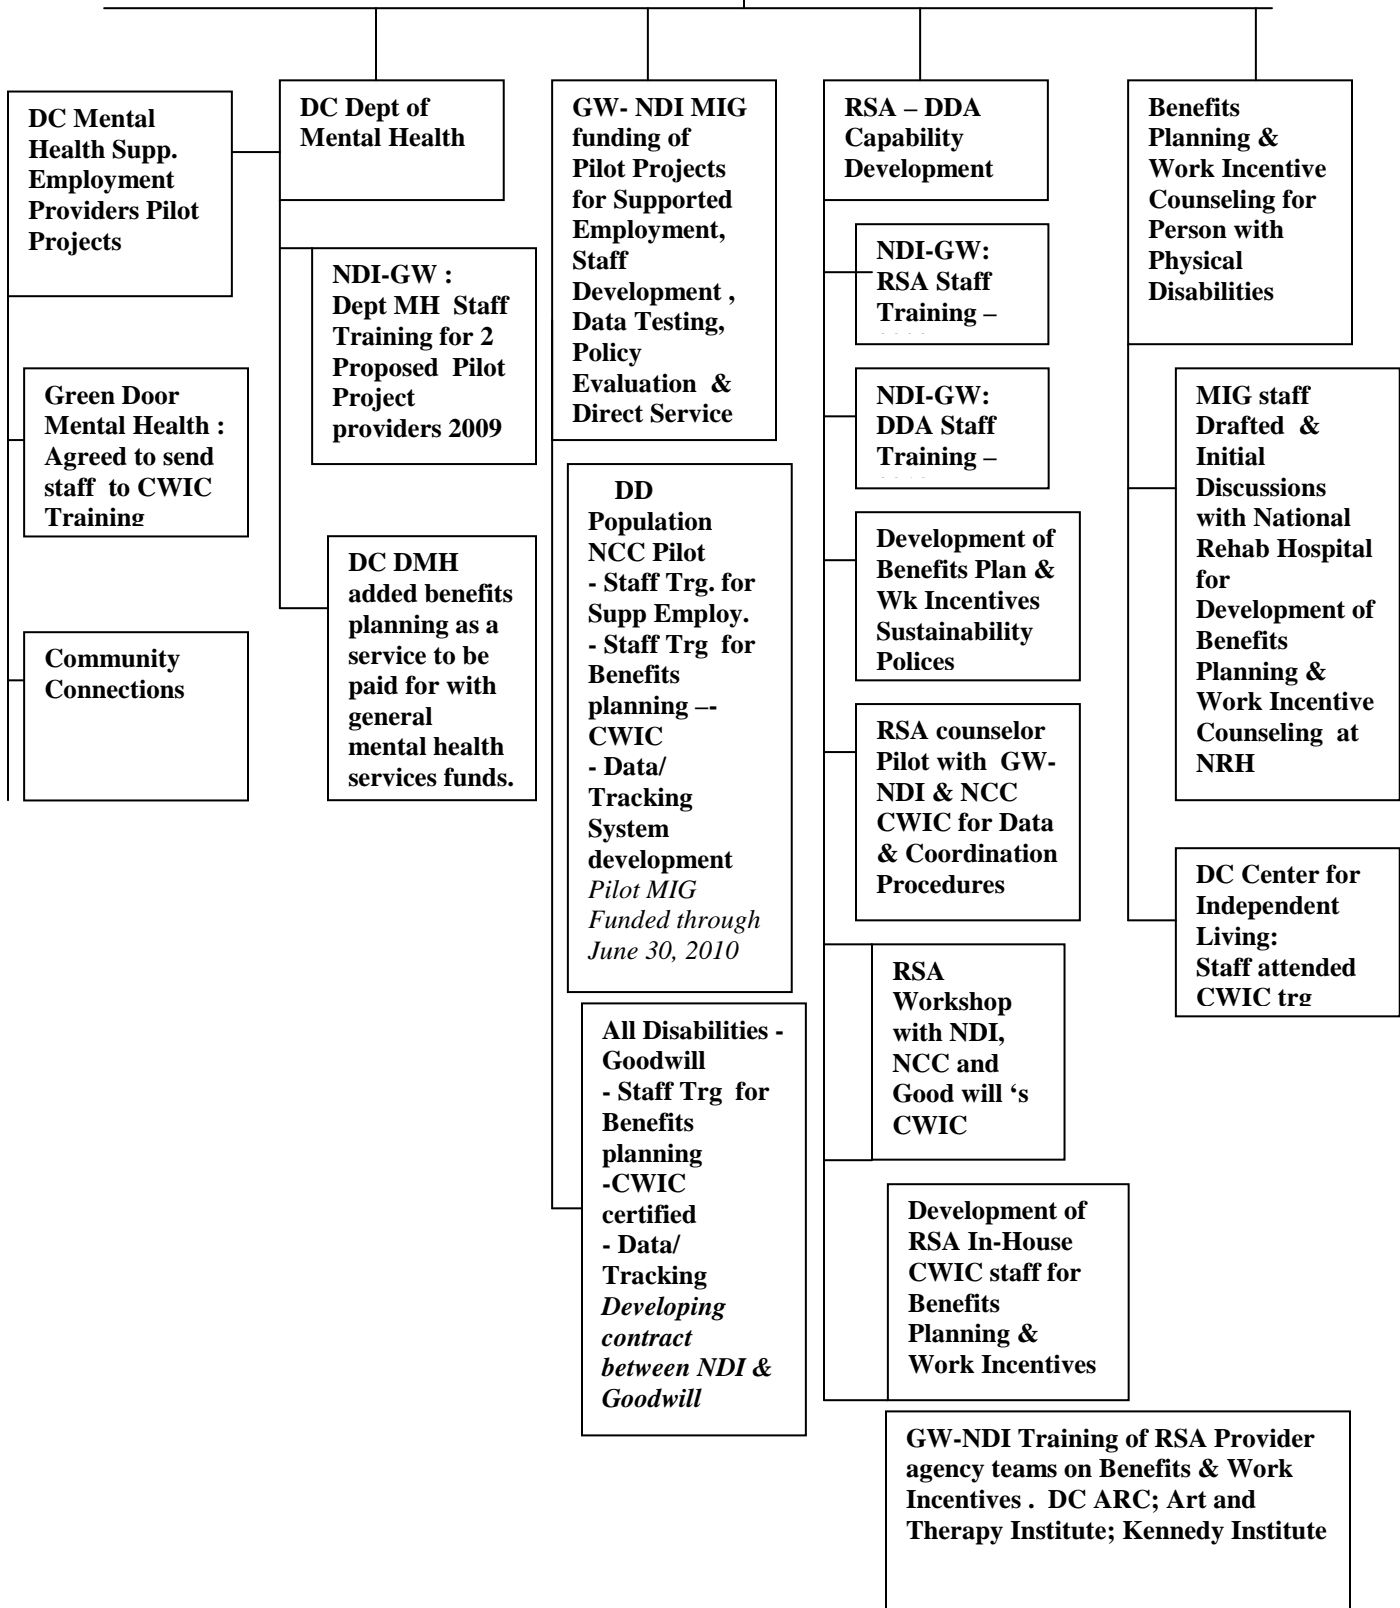 DC Mental
Health Supp.
Employment
Providers Pilot
Projects
Green Door
Mental Health :
Agreed to send
staff  to CWIC
Training
Community
Connections
DC Dept of
Mental Health
NDI-GW :
Dept MH  Staff
Training for 2
Proposed  Pilot
Project
providers 2009
DC DMH
added benefits
planning as a
service to be
paid for with
general
mental health
services funds.
GW- NDI MIG
funding of
Pilot Projects
for Supported
Employment,
Staff
Development ,
Data Testing,
Policy
Evaluation  &
Direct Service
DD
Population
NCC Pilot
- Staff Trg. for
Supp Employ.
- Staff Trg  for
Benefits
planning –-
CWIC
- Data/
Tracking
System
development
Pilot MIG
Funded through
June 30, 2010
All Disabilities -
Goodwill
- Staff Trg  for
Benefits
planning
-CWIC
certified
- Data/
Tracking
Developing
contract
between NDI &
Goodwill
RSA – DDA
Capability
Development
NDI-GW:
RSA Staff
Training –
NDI-GW:
DDA Staff
Training –
Development of
Benefits Plan &
Wk Incentives
Sustainability
Polices
RSA counselor
Pilot with  GW-
NDI & NCC
CWIC for Data
& Coordination
Procedures
RSA
Workshop
with NDI,
NCC and
Good will ‘s
CWIC
Development of
RSA In-House
CWIC staff for
Benefits
Planning &
Work Incentives
GW-NDI Training of RSA Provider
agency teams on Benefits & Work
Incentives .  DC ARC; Art and
Therapy Institute; Kennedy Institute
Benefits
Planning &
Work Incentive
Counseling for
Person with
Physical
Disabilities
MIG staff
Drafted  &
Initial
Discussions
with National
Rehab Hospital
for
Development of
Benefits
Planning &
Work Incentive
Counseling  at
NRH
DC Center for
Independent
Living:
Staff attended
CWIC trg